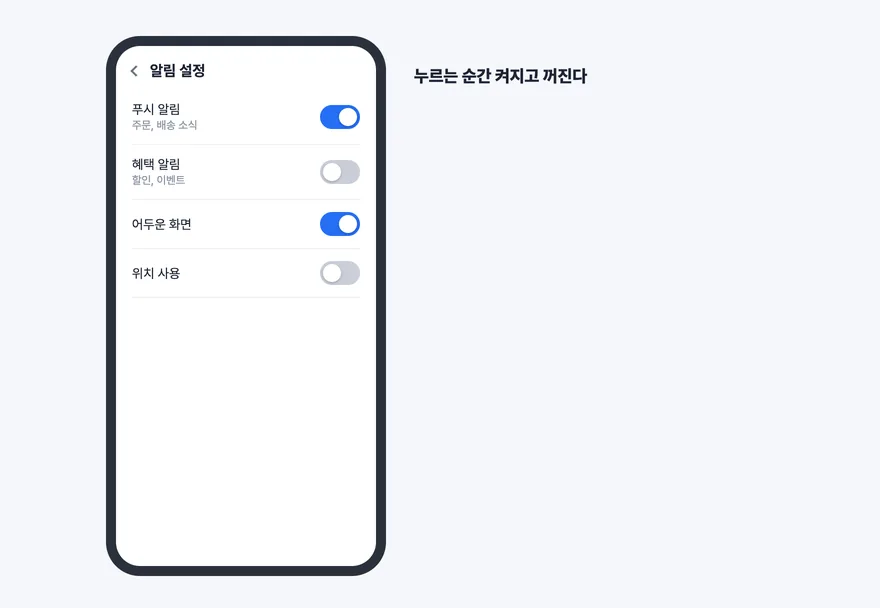 알림 설정
푸시 알림
주문, 배송 소식
혜택 알림
할인, 이벤트
어두운 화면
위치 사용
누르는 순간 켜지고 꺼진다